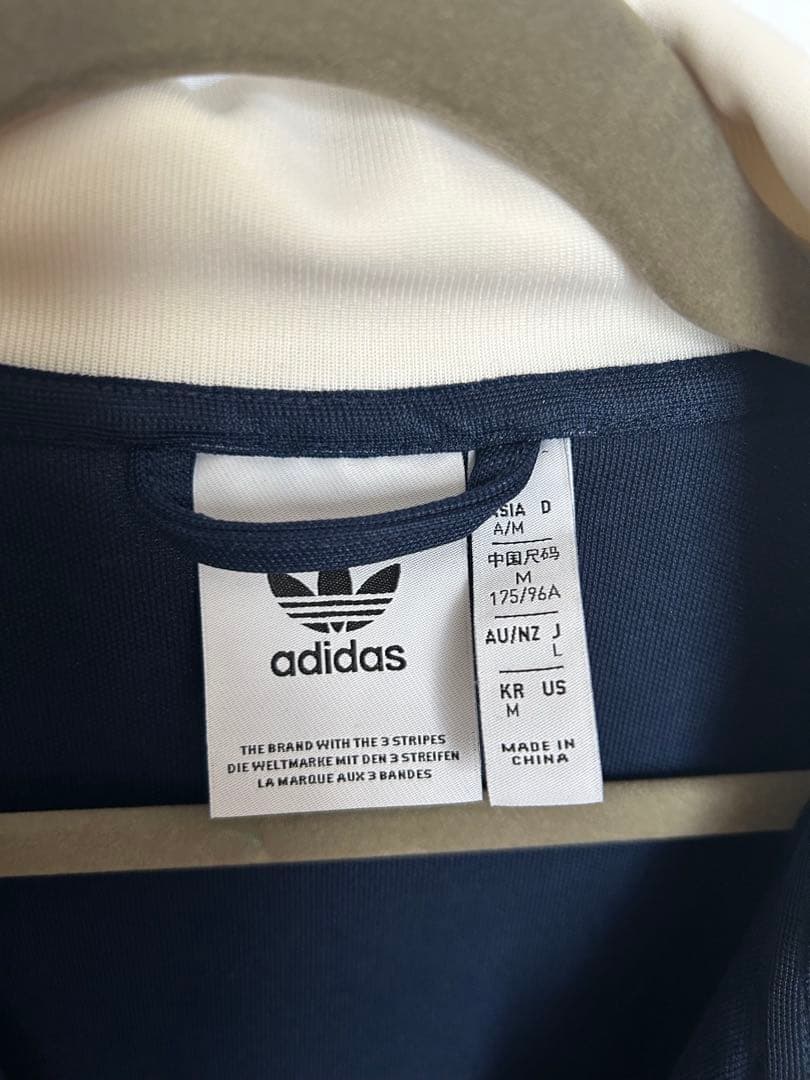 adidas
THE BRAND WITH THE 3 STRIPES
DIE WELTMARKE MIT DEN 3 STREIFEN
LA MARQUE AUX 3 BANDES
D
A/M
中国尺码
M
175/96A
AU/NZ J
L
KR US
M
MADE IN
CHINA